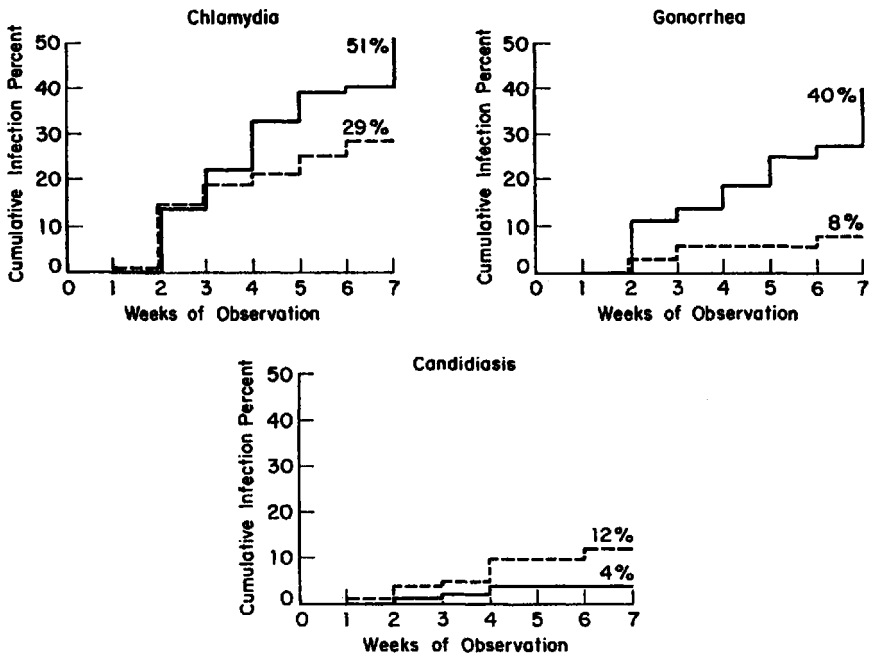 Chlamydia
Cumulative Infection Percent
50
40
30
20
10
0
51%
29%
0 1 2 3 4 5 6 7
Weeks of Observation
Gonorrhea
Cumulative Infection Percent
50
40
30
20
10
0
40%
8%
0 1 2 3 4 5 6 7
Weeks of Observation
Candidiasis
Cumulative Infection Percent
50
40
30
20
10
0
12%
4%
0 1 2 3 4 5 6 7
Weeks of Observation